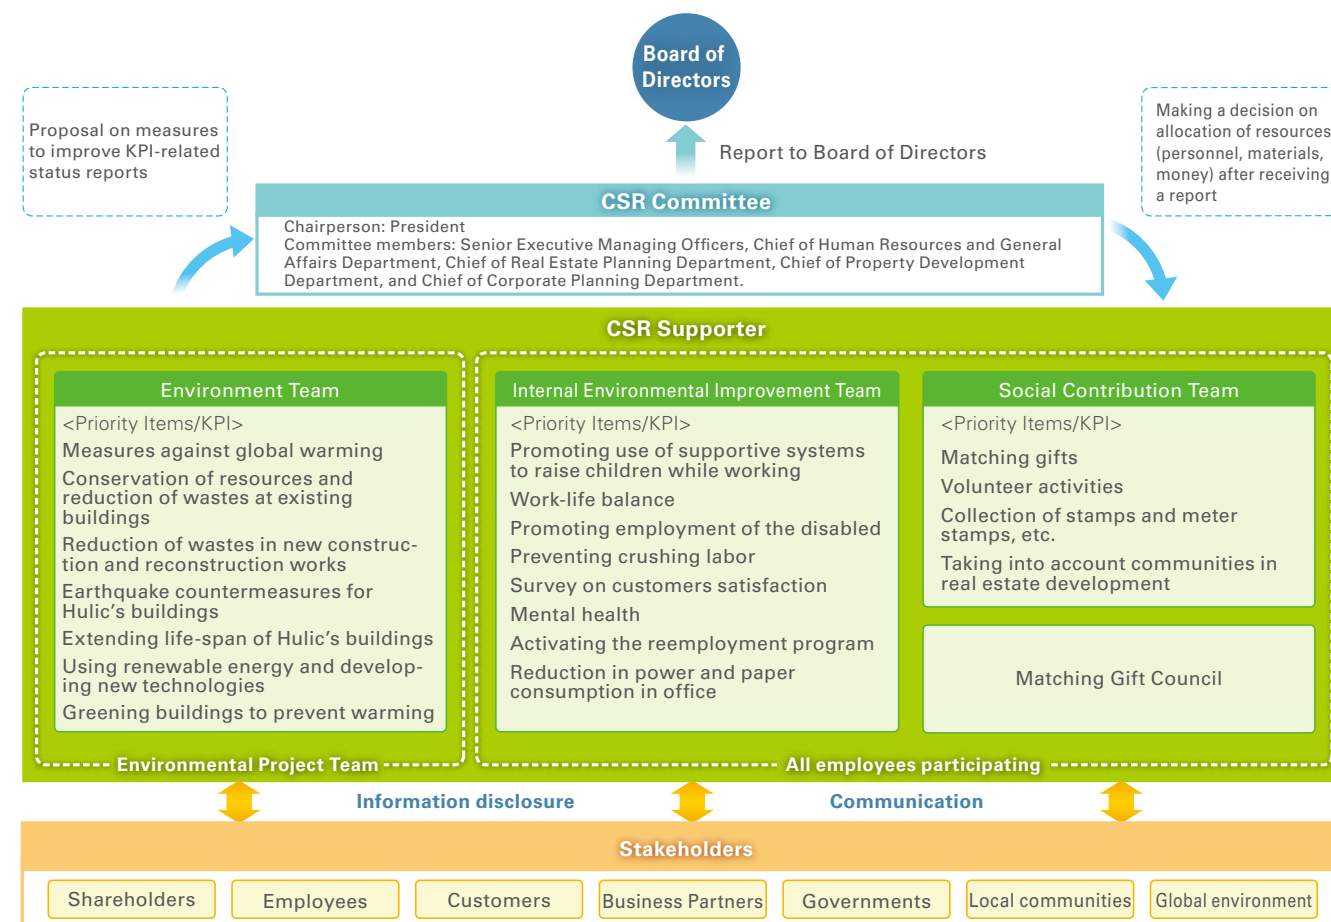 Board of
Directors
Proposal on measures
to improve KPI-related
status reports
Making a decision on
allocation of resources
(personnel, materials,
money) after receiving
a report
Report to Board of Directors
CSR Committee
Chairperson: President
Committee members: Senior Executive Managing Officers, Chief of Human Resources and General
Affairs Department, Chief of Real Estate Planning Department, Chief of Property Development
Department, and Chief of Corporate Planning Department.
CSR Supporter
Environment Team
<Priority Items/KPI>
Measures against global warming
Conservation of resources and
reduction of wastes at existing
buildings
Reduction of wastes in new construc-
tion and reconstruction works
Earthquake countermeasures for
Hulic's buildings
Extending life-span of Hulic's buildings
Using renewable energy and develop-
ing new technologies
Greening buildings to prevent warming
Environmental Project Team
Internal Environmental Improvement Team
<Priority Items/KPI>
Promoting use of supportive systems
to raise children while working
Work-life balance
Promoting employment of the disabled
Preventing crushing labor
Survey on customers satisfaction
Mental health
Activating the reemployment program
Reduction in power and paper
consumption in office
Social Contribution Team
<Priority Items/KPI>
Matching gifts
Volunteer activities
Collection of stamps and meter
stamps, etc.
Taking into account communities in
real estate development
Matching Gift Council
All employees participating
Information disclosure
Communication
Stakeholders
Shareholders
Employees
Customers
Business Partners
Governments
Local communities
Global environment